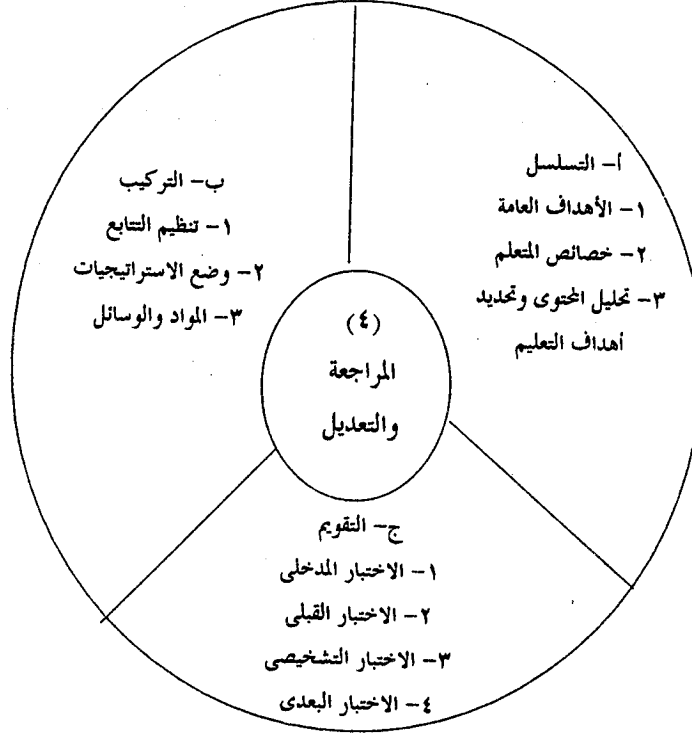 أ- التسلسل
١- الأهداف العامة
٢- خصائص المتعلم
٣- تحليل المحتوى وتحديد
أهداف التعليم
ب- التركيب
١- تنظيم التتابع
٢- وضع الاستراتيجيات
٣- المواد والوسائل
(٤)
المراجعة
والتعديل
ج- التقويم
١- الاختبار المدخلى
٢- الاختبار القبلى
٣- الاختبار التشخيصى
٤- الاختبار البعدى